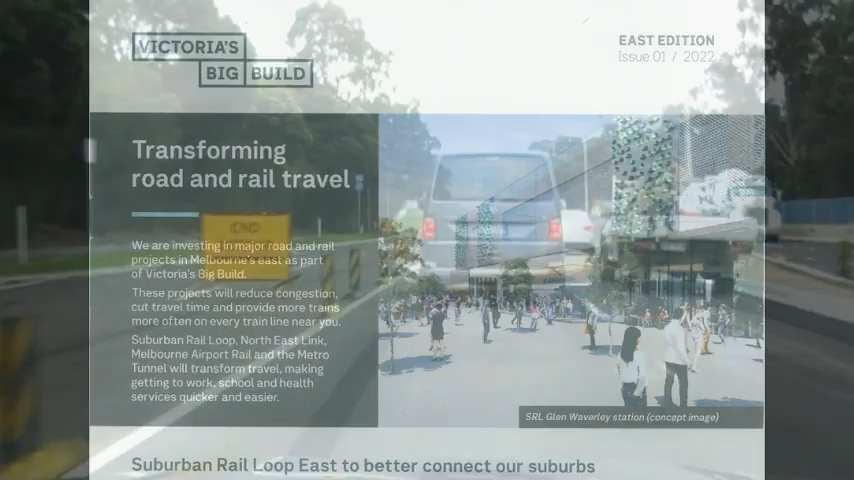 VICTORIA'S
BIG BUILD
EAST EDITION
Issue 01 / 2022
Transforming
road and rail travel
We are investing in major road and rail
projects in Melbourne's east as part
of Victoria's Big Build.
These projects will reduce congestion,
cut travel time and provide more trains
more often on every train line near you.
Suburban Rail Loop, North East Link,
Melbourne Airport Rail and the Metro
Tunnel will transform travel, making
getting to work, school and health
services quicker and easier.
SRL Glen Waverley station (concept image)
Suburban Rail Loop East to better connect our suburbs